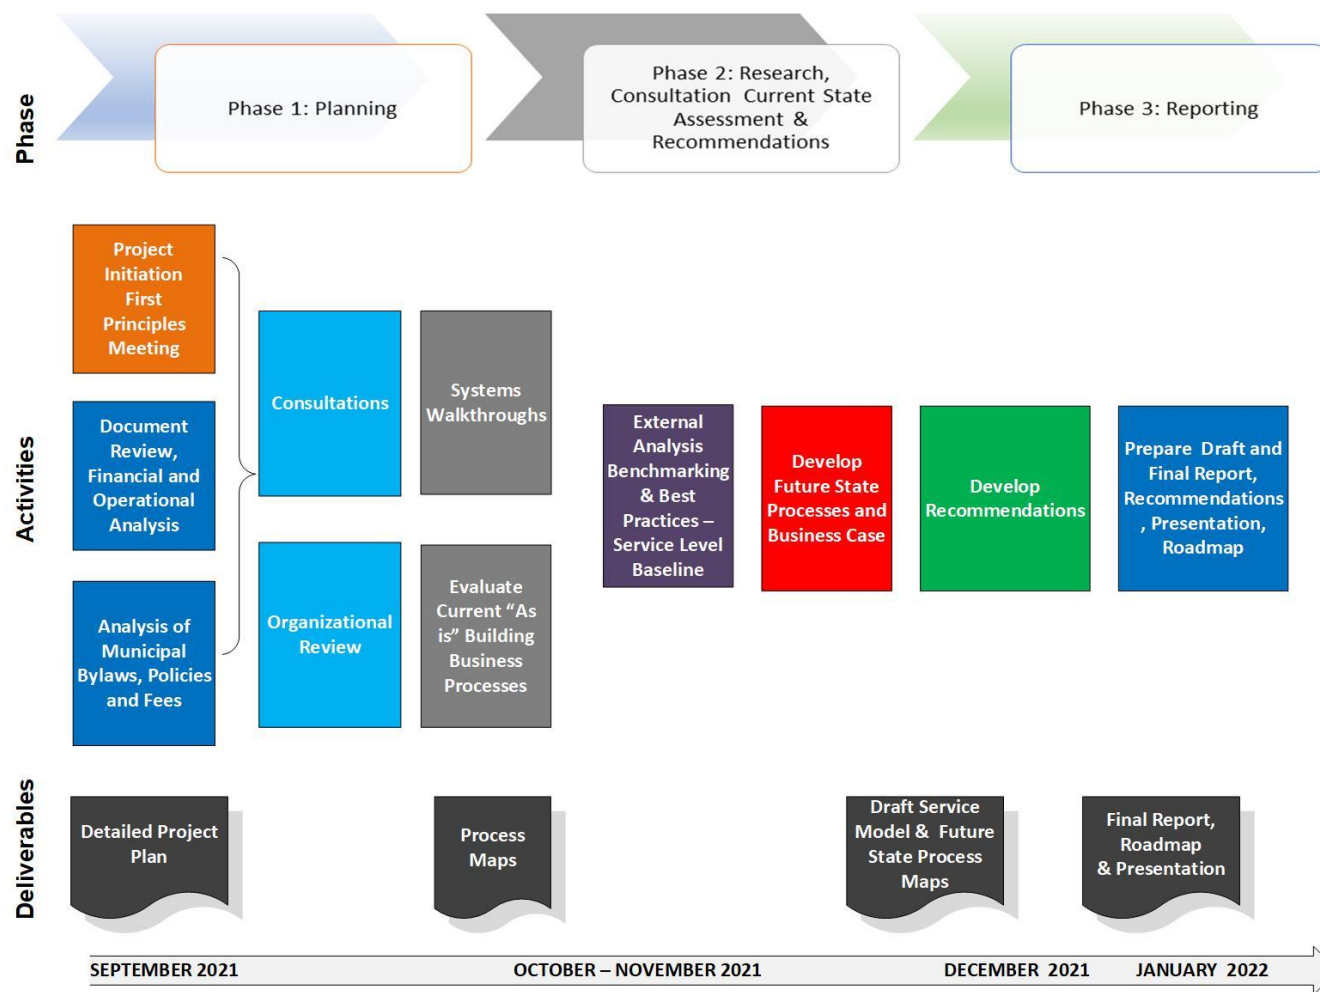 Phase
Phase 1: Planning
Phase 2: Research,
Consultation Current State
Assessment &
Recommendations
Phase 3: Reporting
Activities
Project
Initiation
First
Principles
Meeting
Document
Review,
Financial and
Operational
Analysis
Analysis of
Municipal
Bylaws, Policies
and Fees
Consultations
Organizational
Review
Systems
Walkthroughs
Evaluate
Current “As
is” Building
Business
Processes
External
Analysis
Benchmarking
& Best
Practices –
Service Level
Baseline
Develop
Future State
Processes and
Business Case
Develop
Recommendations
Prepare Draft and
Final Report,
Recommendations
, Presentation,
Roadmap
Deliverables
Detailed Project
Plan
Process
Maps
Draft Service
Model & Future
State Process
Maps
Final Report,
Roadmap
& Presentation
SEPTEMBER 2021
OCTOBER – NOVEMBER 2021
DECEMBER 2021
JANUARY 2022